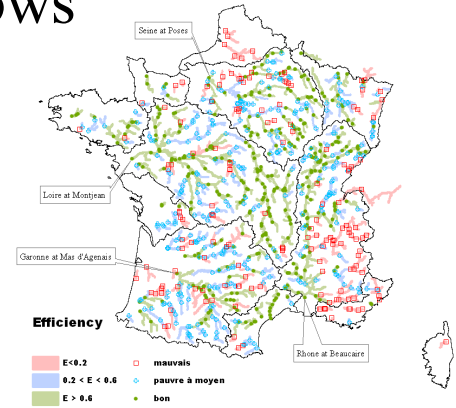 Seine at Poses
Loire at Montjean
Garonne at Mas d'Agenais
Rhone at Beaucaire
Efficiency
E<0.2 mauvais
0.2 < E < 0.6 pauvre à moyen
E > 0.6 bon